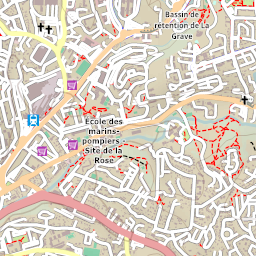 Bassin de
rétention de La
Grave
École des
marins-
pompiers -
Site de la
Rose